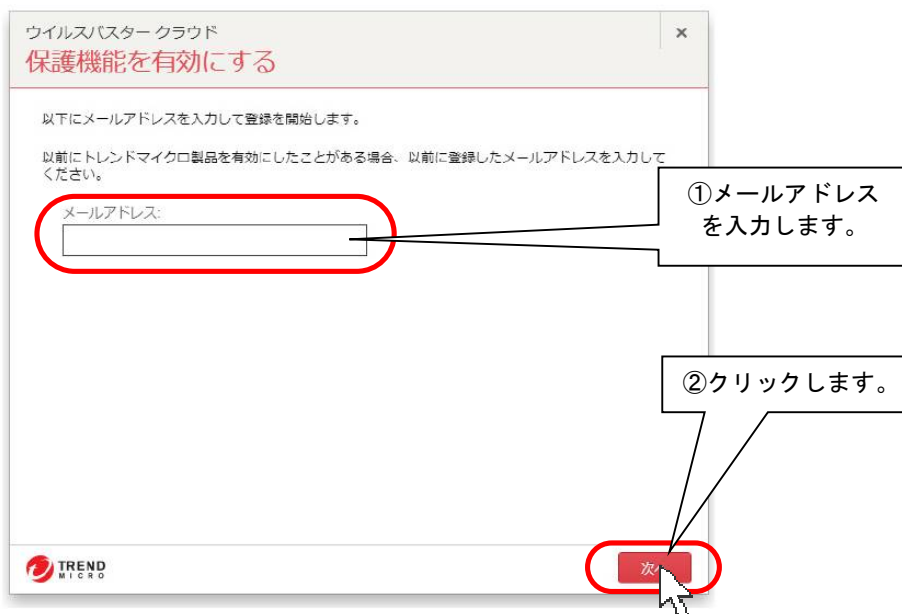 ウイルスバスター クラウド
×
保護機能を有効にする
以下にメールアドレスを入力して登録を開始します。
以前にトレンドマイクロ製品を有効にしたことがある場合、以前に登録したメールアドレスを入力して
ください。
メールアドレス:
①メールアドレス
を入力します。
②クリックします。
TREND
MICRO
次へ